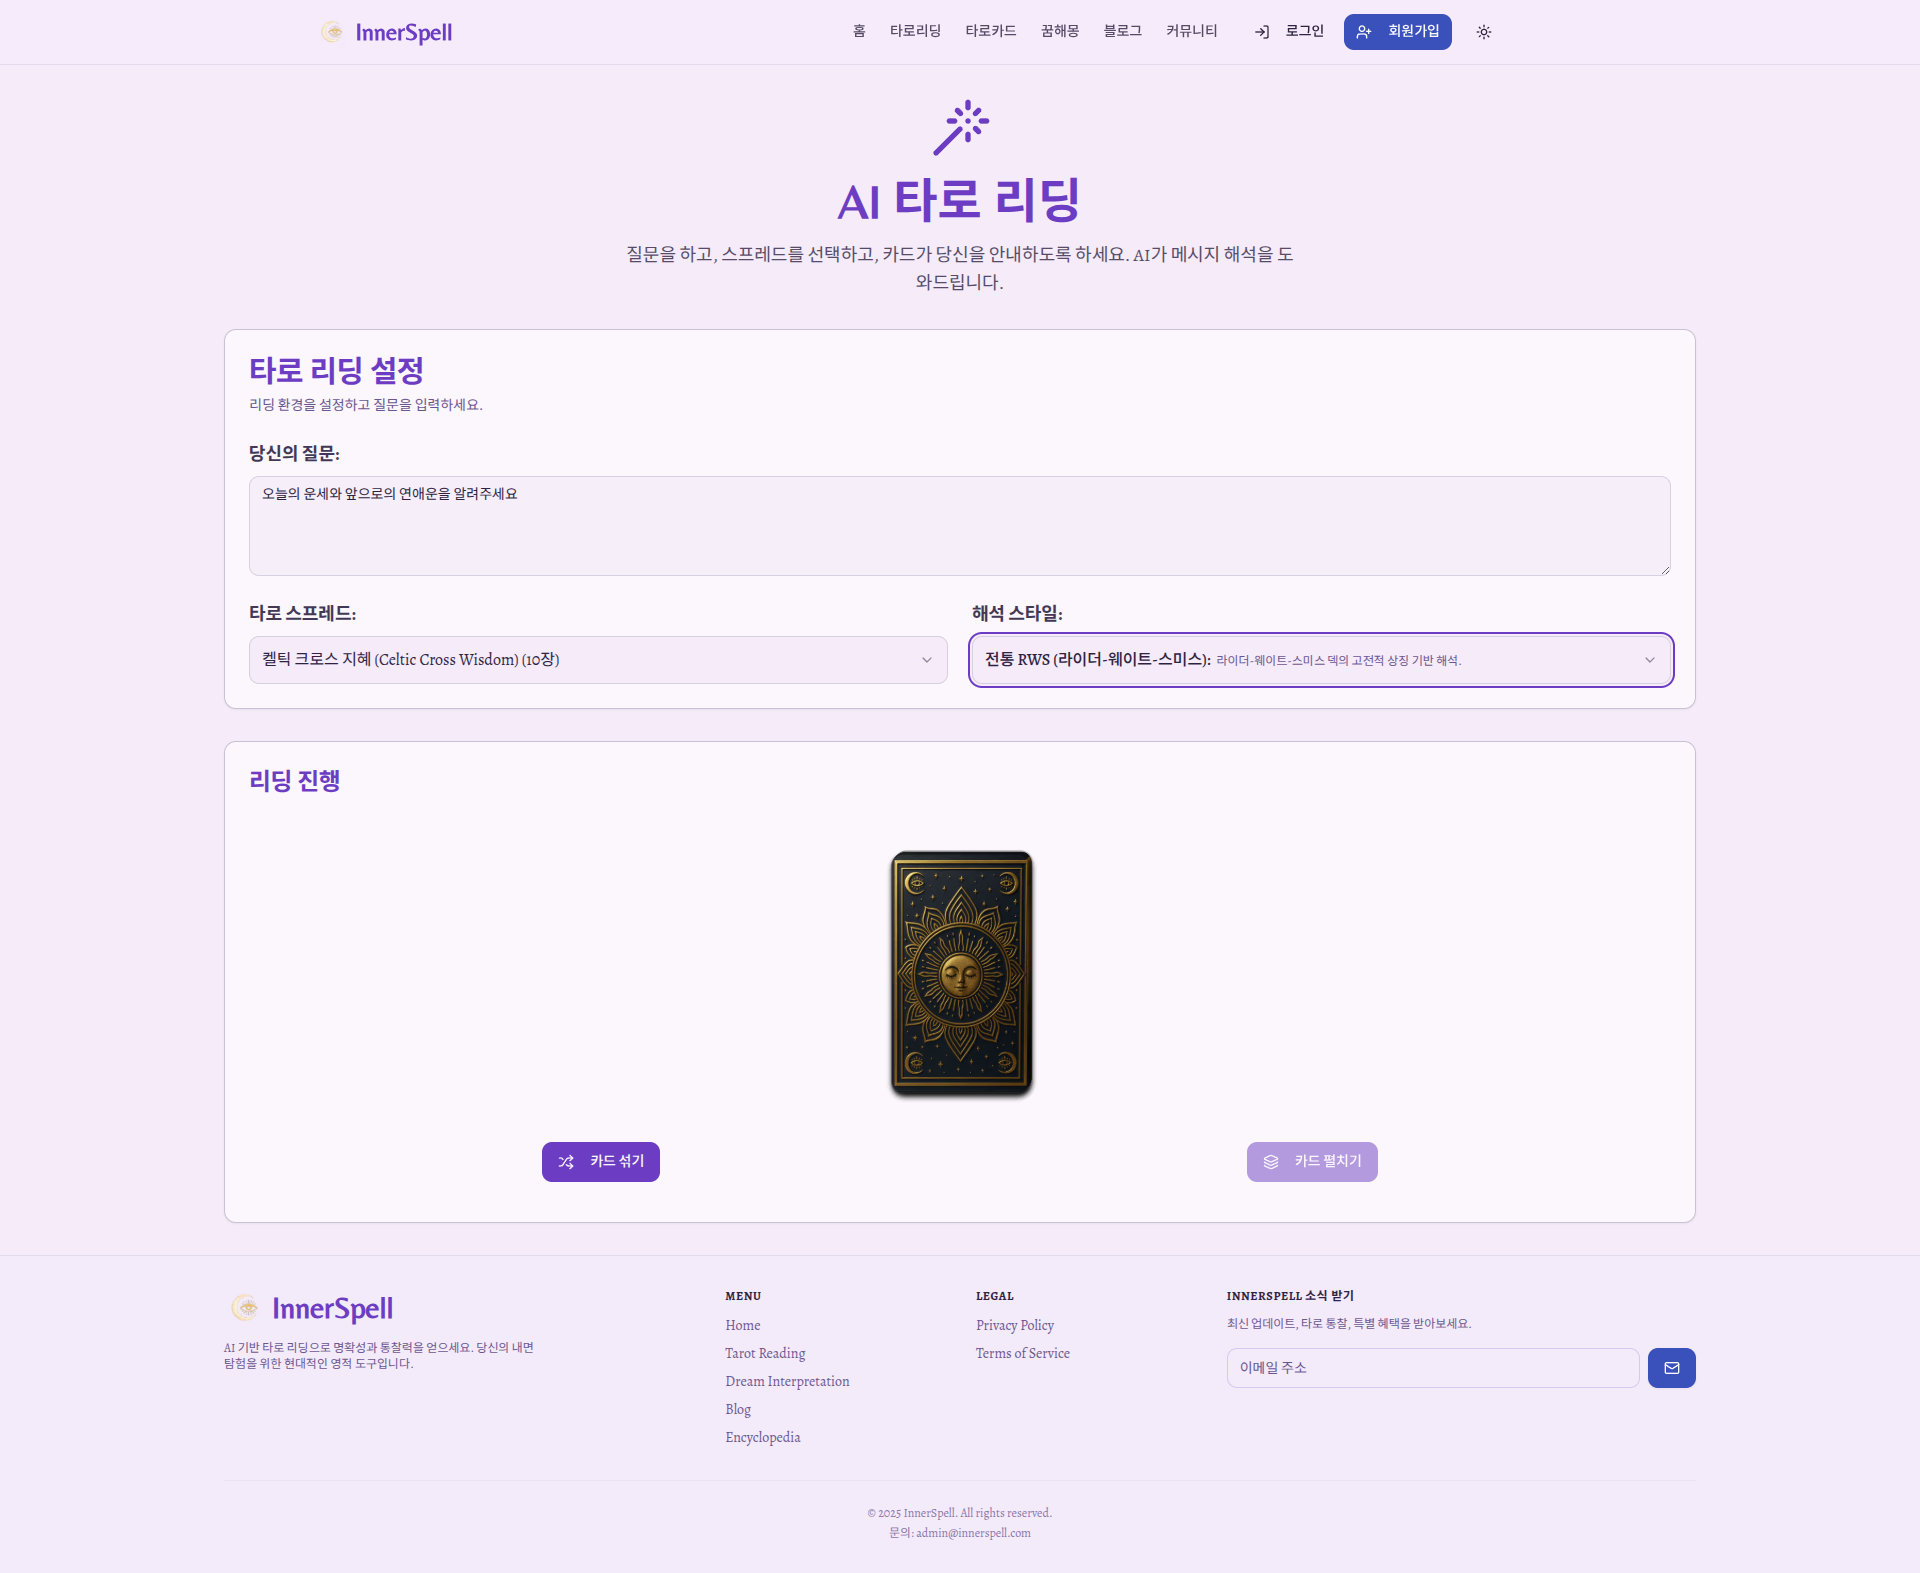 InnerSpell
홈
타로리딩
타로카드
꿈해몽
블로그
커뮤니티
로그인
회원가입
AI 타로 리딩
질문을 하고, 스프레드를 선택하고, 카드가 당신을 안내하도록 하세요. AI가 메시지 해석을 도
와드립니다.
타로 리딩 설정
리딩 환경을 설정하고 질문을 입력하세요.
당신의 질문:
오늘의 운세와 앞으로의 연애운을 알려주세요
타로 스프레드:
켈틱 크로스 지혜 (Celtic Cross Wisdom) (10장)
해석 스타일:
전통 RWS (라이더-웨이트-스미스): 라이더-웨이트-스미스 덱의 고전적 상징 기반 해석.
리딩 진행
카드 섞기
카드 펼치기
InnerSpell
AI 기반 타로 리딩으로 명확성과 통찰력을 얻으세요. 당신의 내면
탐험을 위한 현대적인 영적 도구입니다.
MENU
Home
Tarot Reading
Dream Interpretation
Blog
Encyclopedia
LEGAL
Privacy Policy
Terms of Service
INNERSPELL 소식 받기
최신 업데이트, 타로 통찰, 특별 혜택을 받아보세요.
이메일 주소
© 2025 InnerSpell. All rights reserved.
문의: admin@innerspell.com